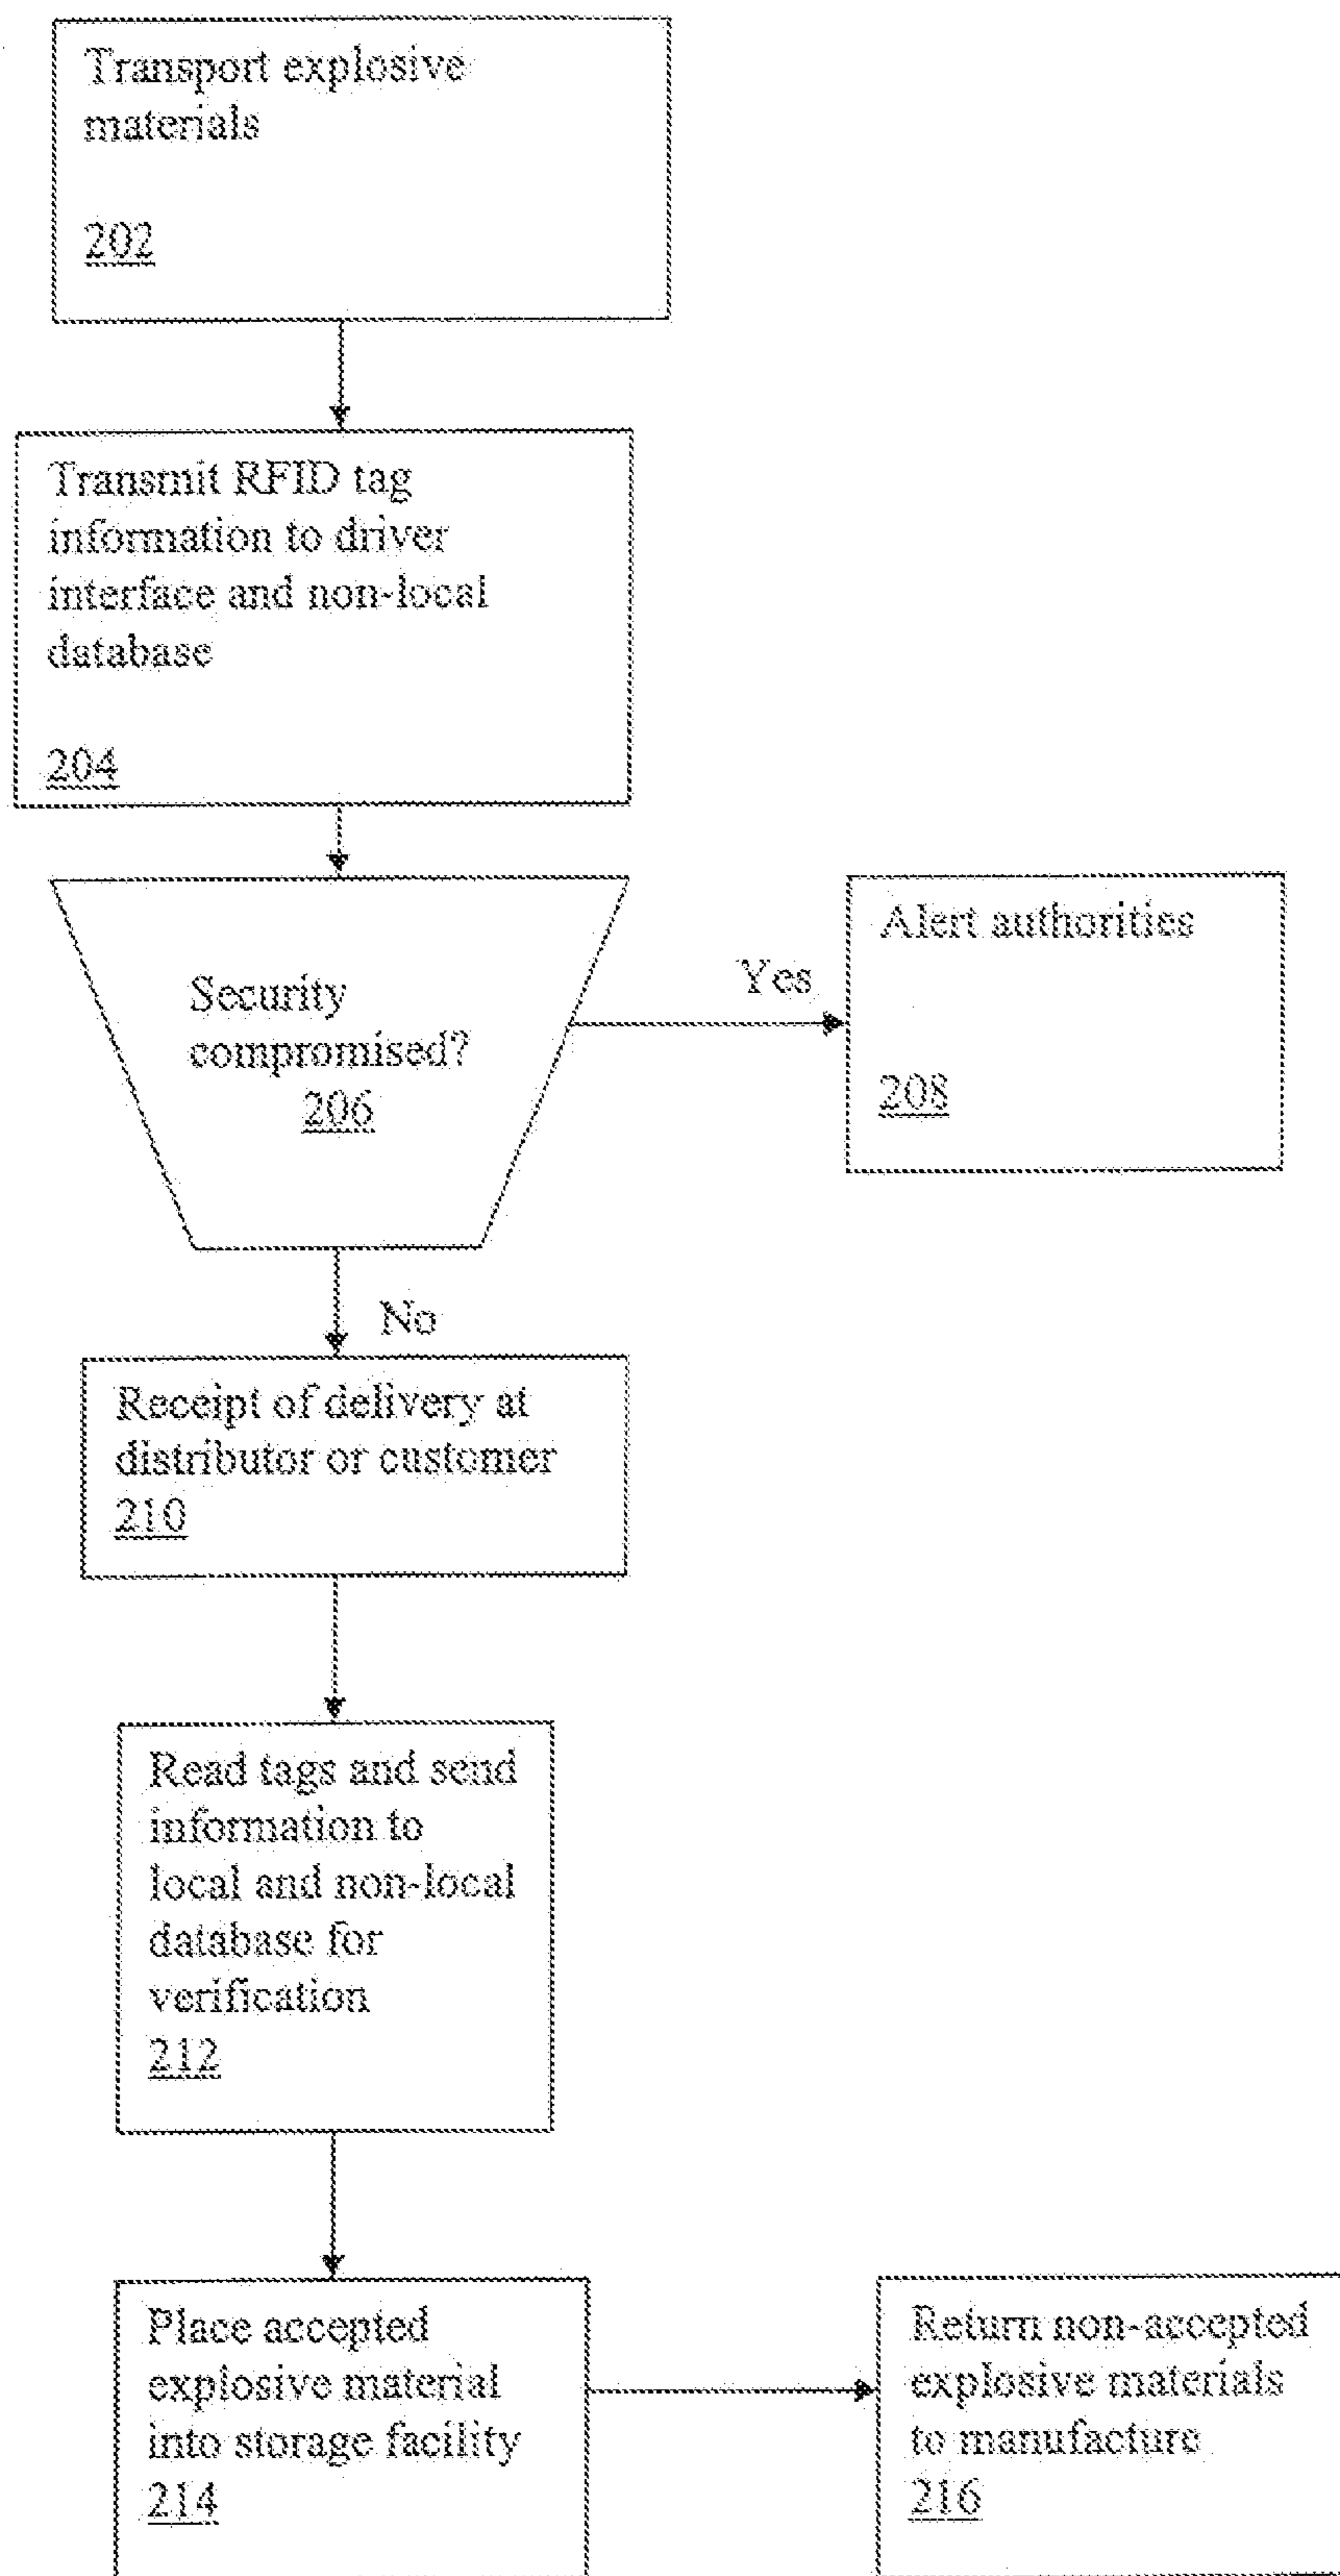 Transport explosive
materials
202
Transmit RFID tag
information to driver
interface and non-local
database
204
Security
compromised?
206
Yes
Alert authorities
208
No
Receipt of delivery at
distributor or customer
210
Read tags and send
information to
local and non-local
database for
verification
212
Place accepted
explosive material
into storage facility
214
Return non-accepted
explosive materials
to manufacture
216